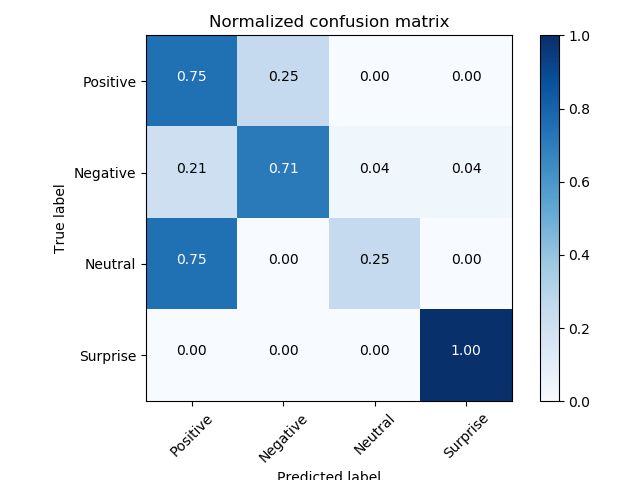 Normalized confusion matrix
True label
Positive 0.75 0.25 0.00 0.00
Negative 0.21 0.71 0.04 0.04
Neutral 0.75 0.00 0.25 0.00
Surprise 0.00 0.00 0.00 1.00
Positive Negative Neutral Surprise
Predicted label
1.0
0.8
0.6
0.4
0.2
0.0